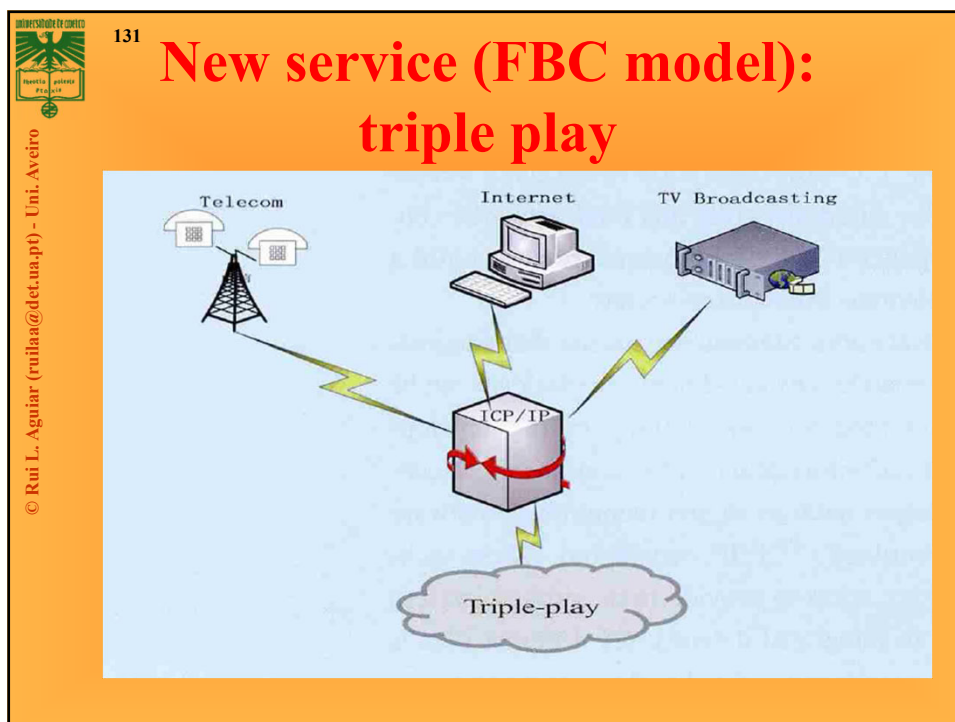 131
New service (FBC model):
triple play
© Rui L. Aguiar (ruilaa@det.ua.pt) - Uni. Aveiro
Telecom
Internet
TV Broadcasting
ICP/IP
Triple-play